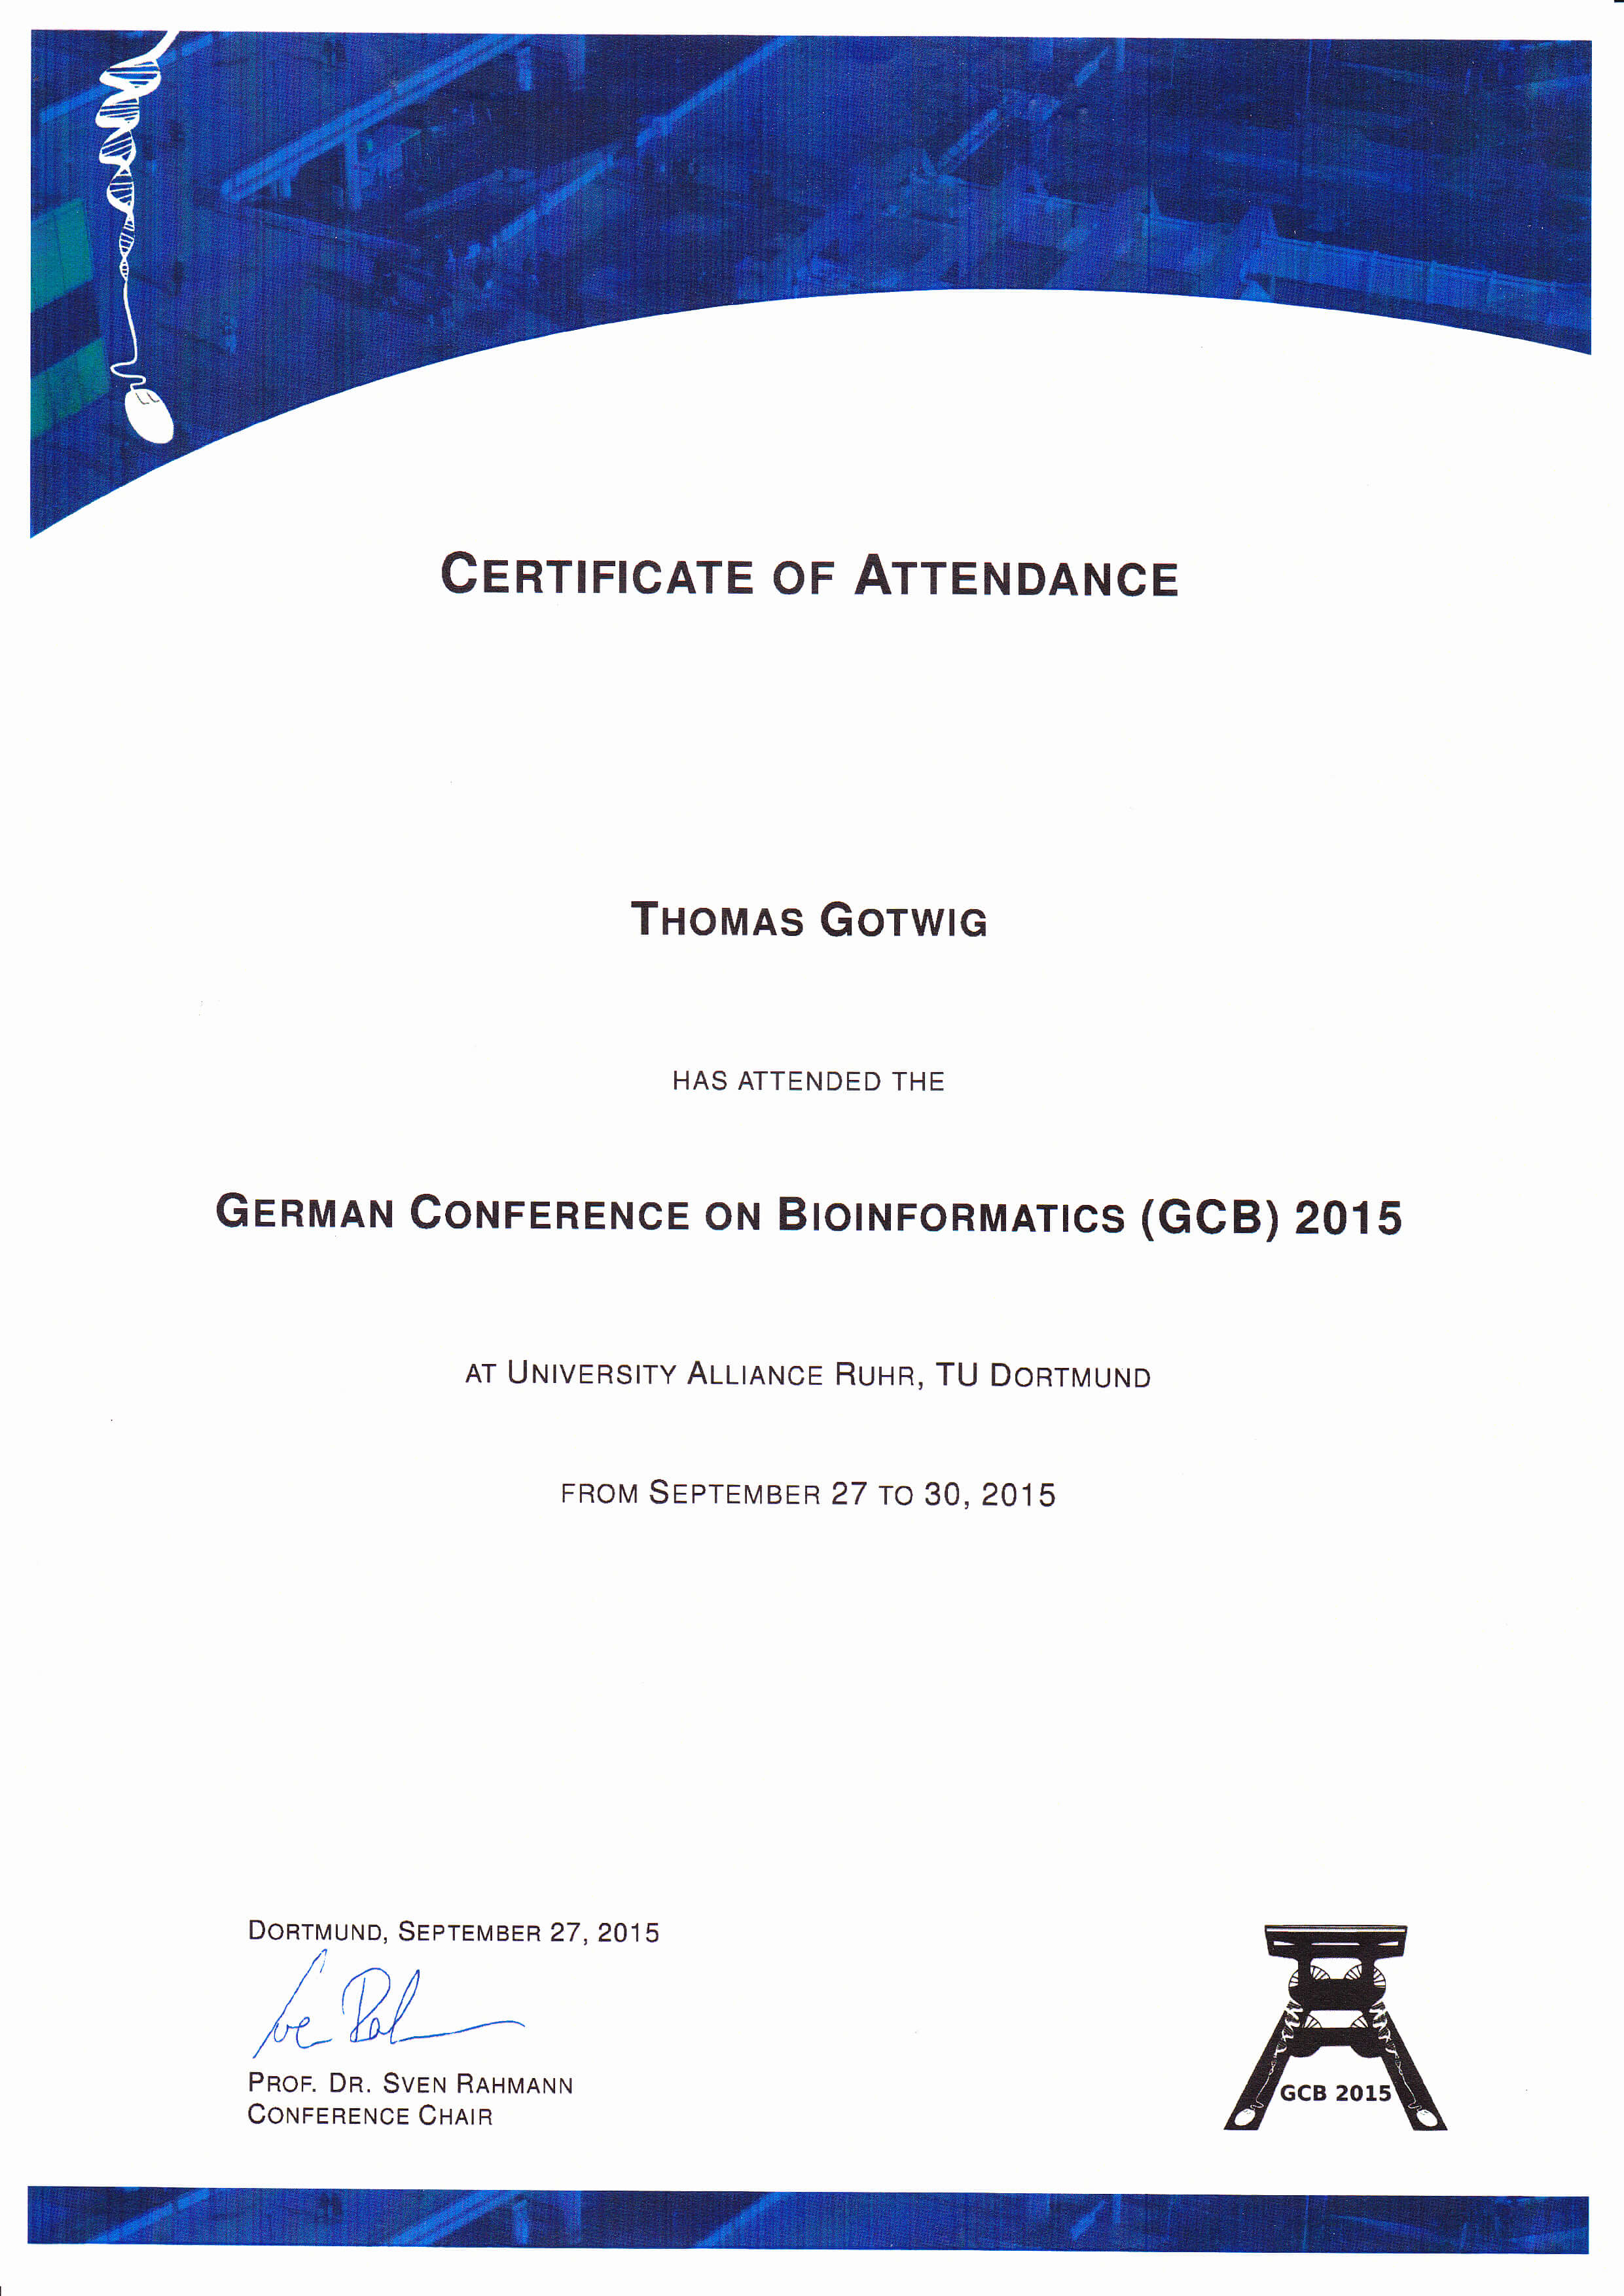 CERTIFICATE OF ATTENDANCE
THOMAS GOTWIG
HAS ATTENDED THE
GERMAN CONFERENCE ON BIOINFORMATICS (GCB) 2015
AT UNIVERSITY ALLIANCE RUHR, TU DORTMUND
FROM SEPTEMBER 27 TO 30, 2015
DORTMUND, SEPTEMBER 27, 2015
PROF. DR. SVEN RAHMANN
CONFERENCE CHAIR
GCB 2015